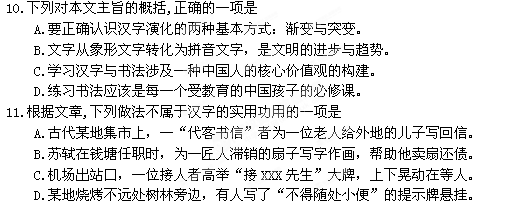 10.下列对本文主旨的概括,正确的一项是
A.要正确认识汉字演化的两种基本方式：渐变与突变。
B.文字从象形文字转化为拼音文字，是文明的进步与趋势。
C.学习汉字与书法涉及一种中国人的核心价值观的构建。
D.练习书法应该是每一个受教育的中国孩子的必修课。
11.根据文章,下列做法不属于汉字的实用功用的一项是
A.古代某地集市上，一“代客书信”者为一位老人给外地的儿子写回信。
B.苏轼在钱塘任职时，为一匠人滞销的扇子写字作画，帮助他卖扇还债。
C.机场出站口，一位接人者高举“接XXX先生”大牌，上下晃动在等人。
D.某地烧烤不远处树林旁边，有人写了“不得随处小便”的提示牌悬挂。